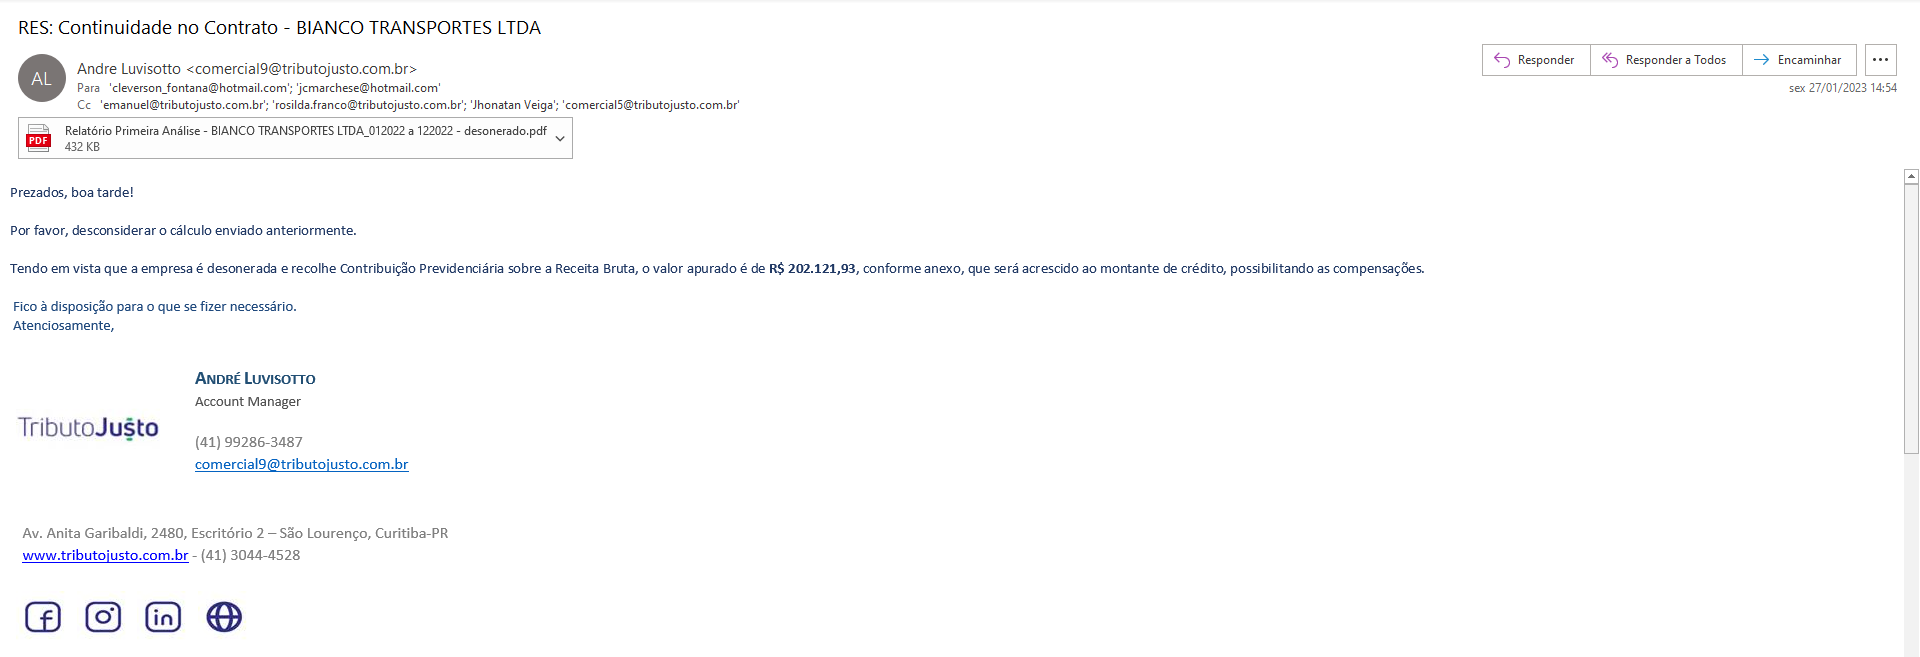 RES: Continuidade no Contrato - BIANCO TRANSPORTES LTDA
AL
Andre Luvisotto <comercial9@tributojusto.com.br>
Para 'cleverson_fontana@hotmail.com'; 'jcmarchese@hotmail.com'
Cc 'emanuel@tributojusto.com.br'; 'rosilda.franco@tributojusto.com.br'; 'Jhonatan Veiga'; 'comercial5@tributojusto.com.br'
Responder
Responder a Todos
Encaminhar
sex 27/01/2023 14:54
PDF
Relatório Primeira Análise - BIANCO TRANSPORTES LTDA_012022 a 122022 - desonerado.pdf
432 KB
Prezados, boa tarde!
Por favor, desconsiderar o cálculo enviado anteriormente.
Tendo em vista que a empresa é desonerada e recolhe Contribuição Previdenciária sobre a Receita Bruta, o valor apurado é de R$ 202.121,93, conforme anexo, que será acrescido ao montante de crédito, possibilitando as compensações.
Fico à disposição para o que se fizer necessário.
Atenciosamente,
ANDRÉ LUVISOTTO
Account Manager
TributoJusto
(41) 99286-3487
comercial9@tributojusto.com.br
Av. Anita Garibaldi, 2480, Escritório 2 – São Lourenço, Curitiba-PR
www.tributojusto.com.br - (41) 3044-4528